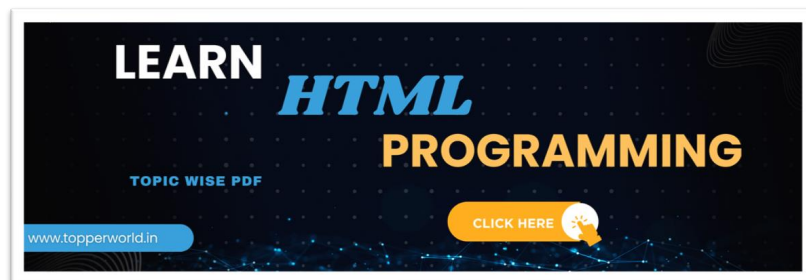 LEARN
HTML
PROGRAMMING
TOPIC WISE PDF
CLICK HERE
www.topperworld.in